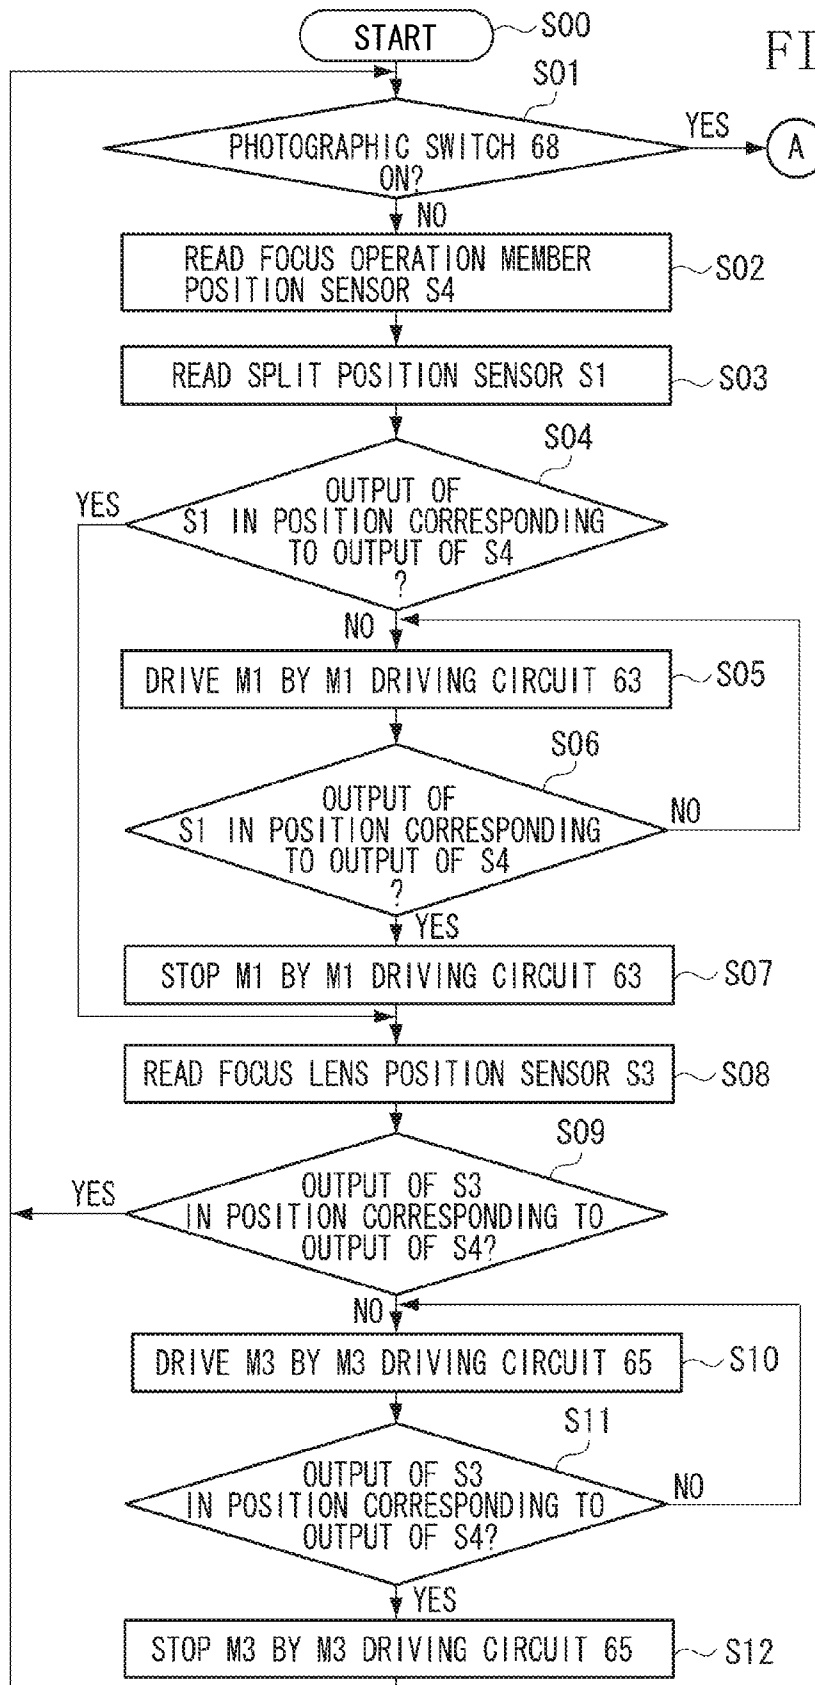 START
S00
FI
S01
PHOTOGRAPHIC SWITCH 68
ON?
YES
A
NO
READ FOCUS OPERATION MEMBER
POSITION SENSOR S4
S02
READ SPLIT POSITION SENSOR S1
S03
S04
YES
OUTPUT OF
S1 IN POSITION CORRESPONDING
TO OUTPUT OF S4
?
NO
DRIVE M1 BY M1 DRIVING CIRCUIT 63
S05
S06
OUTPUT OF
S1 IN POSITION CORRESPONDING
TO OUTPUT OF S4
?
NO
YES
STOP M1 BY M1 DRIVING CIRCUIT 63
S07
READ FOCUS LENS POSITION SENSOR S3
S08
S09
YES
OUTPUT OF S3
IN POSITION CORRESPONDING TO
OUTPUT OF S4?
NO
DRIVE M3 BY M3 DRIVING CIRCUIT 65
S10
S11
OUTPUT OF S3
IN POSITION CORRESPONDING TO
OUTPUT OF S4?
NO
YES
STOP M3 BY M3 DRIVING CIRCUIT 65
S12